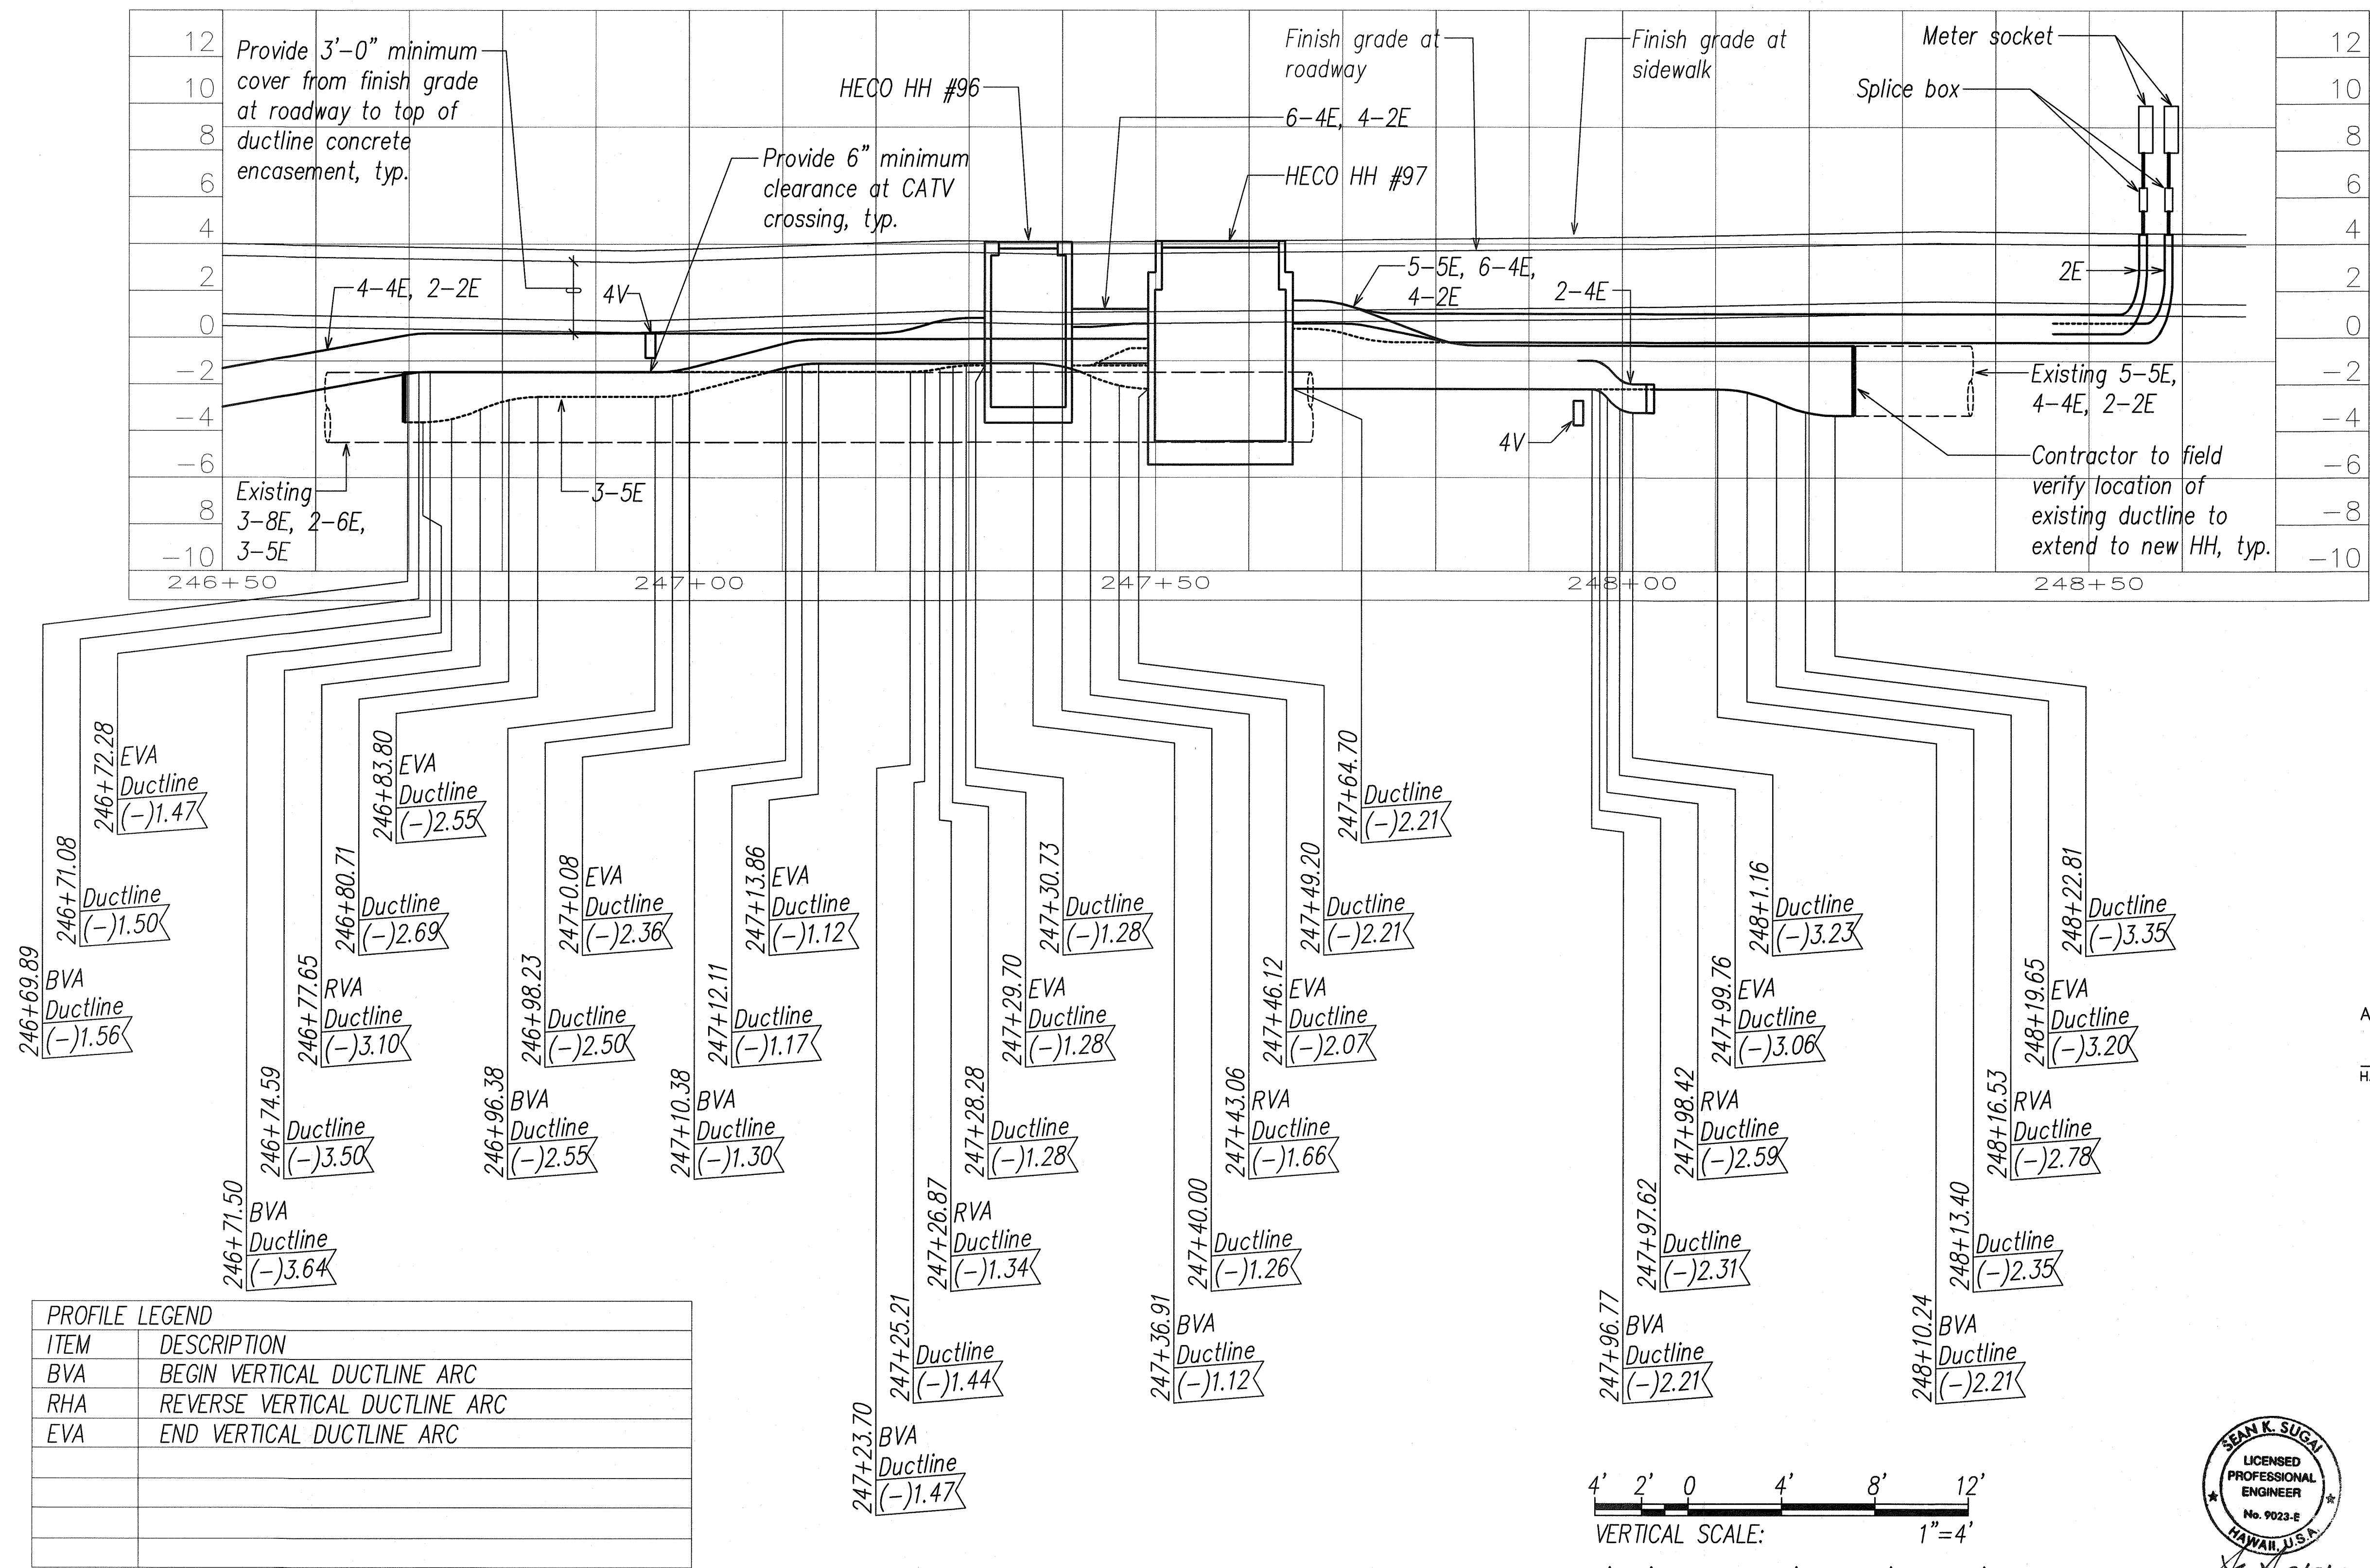 12
10
8
6
4
2
0
−2
−4
−6
8
−10
12
10
8
6
4
2
0
−2
−4
−6
−8
−10
Provide 3'−0" minimum
cover from finish grade
at roadway to top of
ductline concrete
encasement, typ.
HECO HH #96
Provide 6" minimum
clearance at CATV
crossing, typ.
Finish grade at
roadway
6−4E, 4−2E
HECO HH #97
Finish grade at
sidewalk
Meter socket
Splice box
4−4E, 2−2E
4V
5−5E, 6−4E,
4−2E
2−4E
2E
Existing
3−8E, 2−6E,
3−5E
3−5E
4V
Existing 5−5E,
4−4E, 2−2E
Contractor to field
verify location of
existing ductline to
extend to new HH, typ.
246+50
247+00
247+50
248+00
248+50
246+69.89
BVA
Ductline
(−)1.56
246+71.08
Ductline
(−)1.50
246+72.28
EVA
Ductline
(−)1.47
246+71.50
BVA
Ductline
(−)3.64
246+74.59
Ductline
(−)3.50
246+77.65
RVA
Ductline
(−)3.10
246+80.71
Ductline
(−)2.69
246+83.80
EVA
Ductline
(−)2.55
246+96.38
BVA
Ductline
(−)2.55
246+98.23
Ductline
(−)2.50
247+0.08
EVA
Ductline
(−)2.36
247+10.38
BVA
Ductline
(−)1.30
247+12.11
Ductline
(−)1.17
247+13.86
EVA
Ductline
(−)1.12
247+23.70
BVA
Ductline
(−)1.47
247+25.21
Ductline
(−)1.44
247+26.87
RVA
Ductline
(−)1.34
247+28.28
Ductline
(−)1.28
247+29.70
EVA
Ductline
(−)1.28
247+30.73
Ductline
(−)1.28
247+36.91
BVA
Ductline
(−)1.12
247+40.00
Ductline
(−)1.26
247+43.06
RVA
Ductline
(−)1.66
247+46.12
EVA
Ductline
(−)2.07
247+49.20
Ductline
(−)2.21
247+64.70
Ductline
(−)2.21
247+96.77
BVA
Ductline
(−)2.21
247+97.62
Ductline
(−)2.31
247+98.42
RVA
Ductline
(−)2.59
247+99.76
EVA
Ductline
(−)3.06
248+1.16
Ductline
(−)3.23
248+10.24
BVA
Ductline
(−)2.21
248+13.40
Ductline
(−)2.35
248+16.53
RVA
Ductline
(−)2.78
248+19.65
EVA
Ductline
(−)3.20
248+22.81
Ductline
(−)3.35
PROFILE LEGEND
ITEM DESCRIPTION
BVA BEGIN VERTICAL DUCTLINE ARC
RHA REVERSE VERTICAL DUCTLINE ARC
EVA END VERTICAL DUCTLINE ARC
4' 2' 0 4' 8' 12'
VERTICAL SCALE: 1"=4'
SEAN K. SUGAI
LICENSED
PROFESSIONAL
ENGINEER
No. 9023-E
HAWAII, U.S.A.